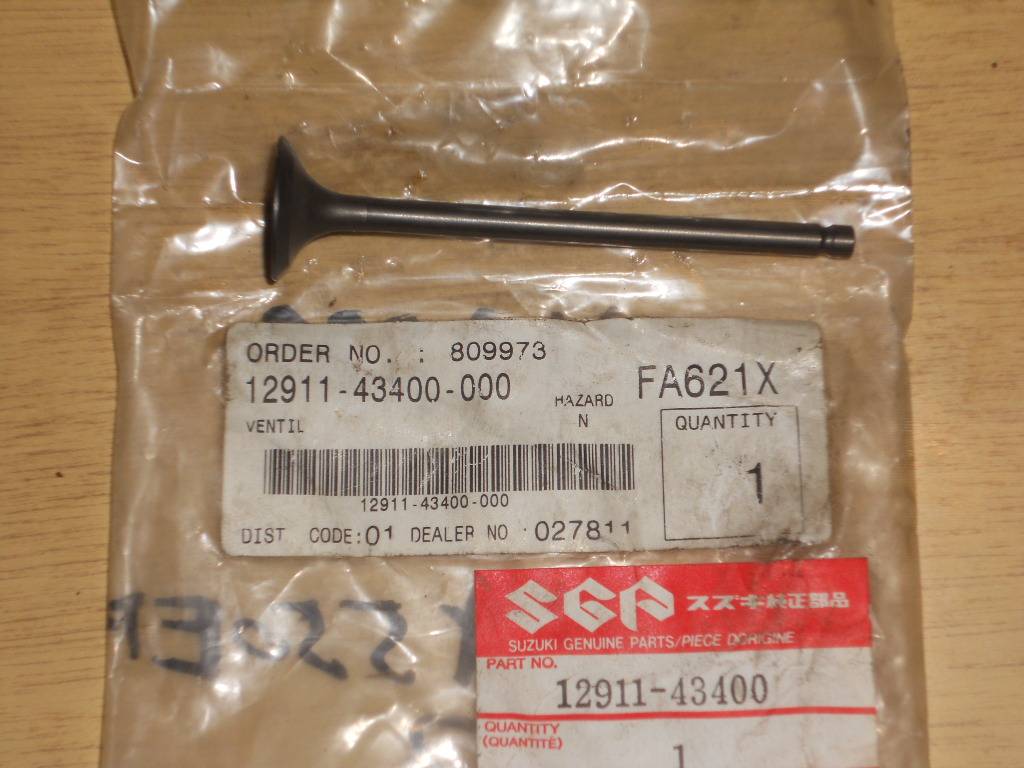 ORDER NO. : 809973
12911-43400-000
HAZARD
N
FA621X
VENTIL
QUANTITY
1
12911-43400-000
DIST CODE:01 DEALER NO 027811
SGP スズキ純正部品
SUZUKI GENUINE PARTS/PIECE DORIGINE
PART NO.
12911-43400
QUANTITY
(QUANTITÉ)
1